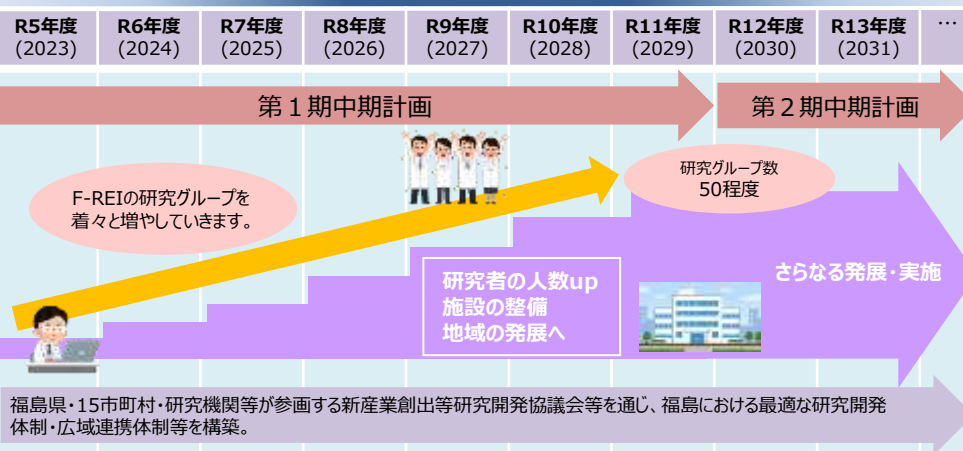 R5年度 R6年度 R7年度 R8年度 R9年度 R10年度 R11年度 R12年度 R13年度 …
(2023) (2024) (2025) (2026) (2027) (2028) (2029) (2030) (2031)
第1期中期計画 第2期中期計画
研究グループ数
50程度
F-REIの研究グループを
着々と増やしていきます。
研究者の人数up
施設の整備
地域の発展へ
さらなる発展・実施
福島県・15市町村・研究機関等が参画する新産業創出等研究開発協議会等を通じ、福島における最適な研究開発
体制・広域連携体制等を構築。